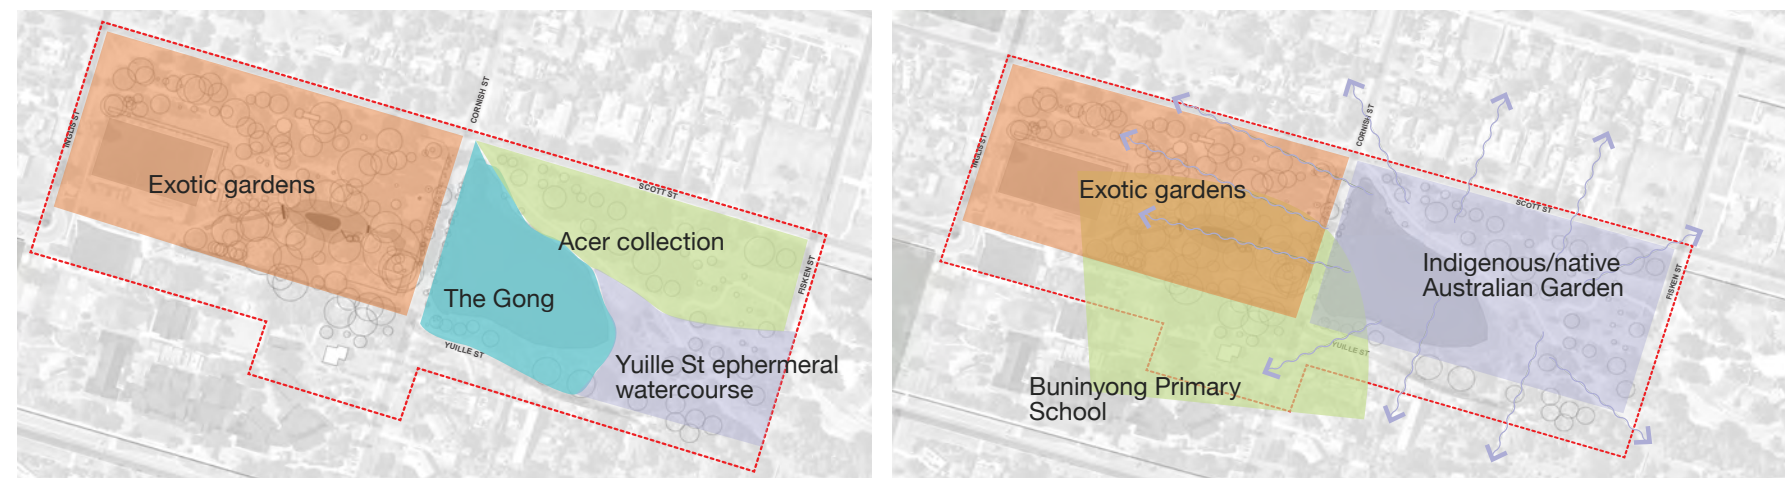 CORNISH ST
INGLIS ST
Exotic gardens
SCOTT ST
Acer collection
FISKEN ST
The Gong
YUILLE ST
Yuille St ephermeral
watercourse
CORNISH ST
INGLIS ST
Exotic gardens
SCOTT ST
Indigenous/native
Australian Garden
FISKEN ST
YUILLE ST
Buninyong Primary
School